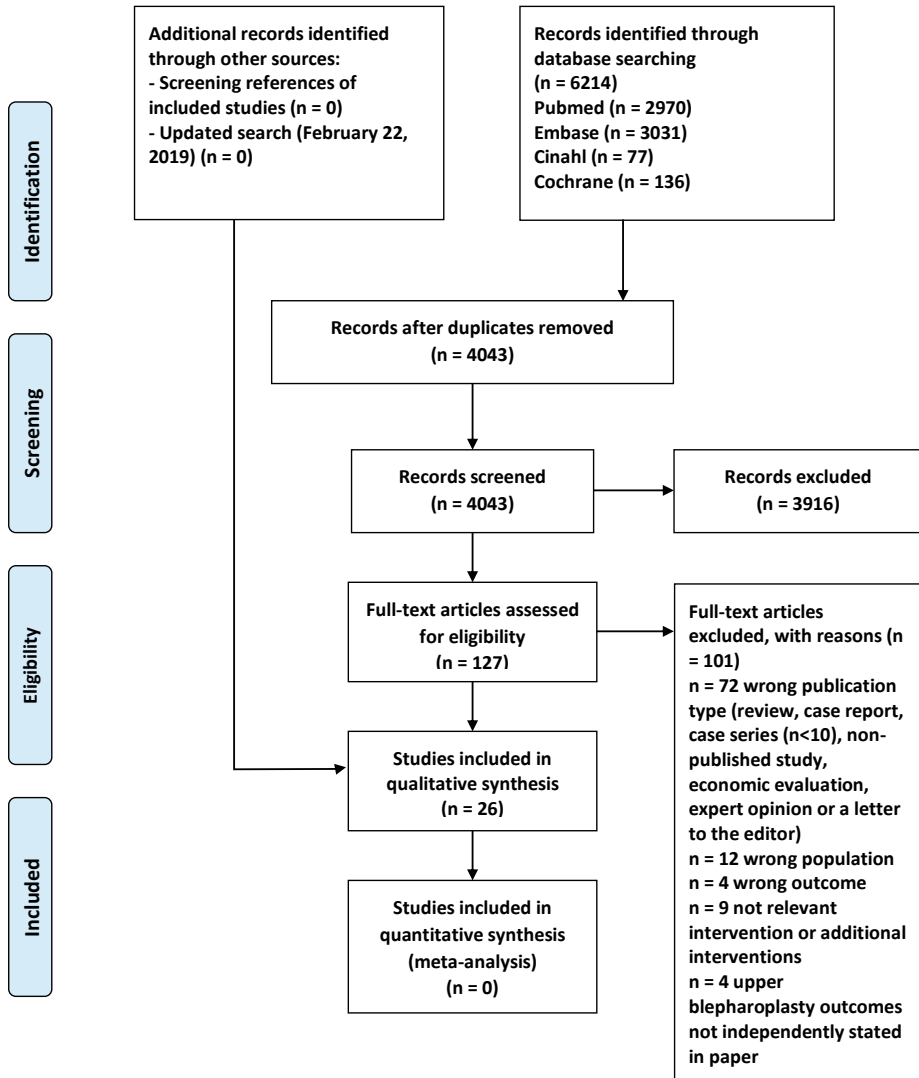 Identification
Additional records identified
through other sources:
- Screening references of
included studies (n = 0)
- Updated search (February 22,
2019) (n = 0)
Records identified through
database searching
(n = 6214)
Pubmed = 2970
Embase = 3031
Cinahl = 77
Cochrane = 136
Records after duplicates removed
(n = 4043)
Screening
Records screened
(n = 4043)
Records excluded
(n = 3916)
Eligibility
Full-text articles assessed
for eligibility
(n = 127)
Full-text articles
excluded, with reasons (n
= 101)
n = 72 wrong publication
type (review, case report,
case series (n<10), non-
published study,
economic evaluation,
expert opinion or a letter
to the editor)
n = 12 wrong population
n = 4 wrong outcome
n = 9 not relevant
intervention or additional
interventions
n = 4 upper
blepharoplasty outcomes
not independently stated
in paper
Studies included in
qualitative synthesis
(n = 26)
Included
Studies included in
quantitative synthesis
(meta-analysis)
(n = 0)